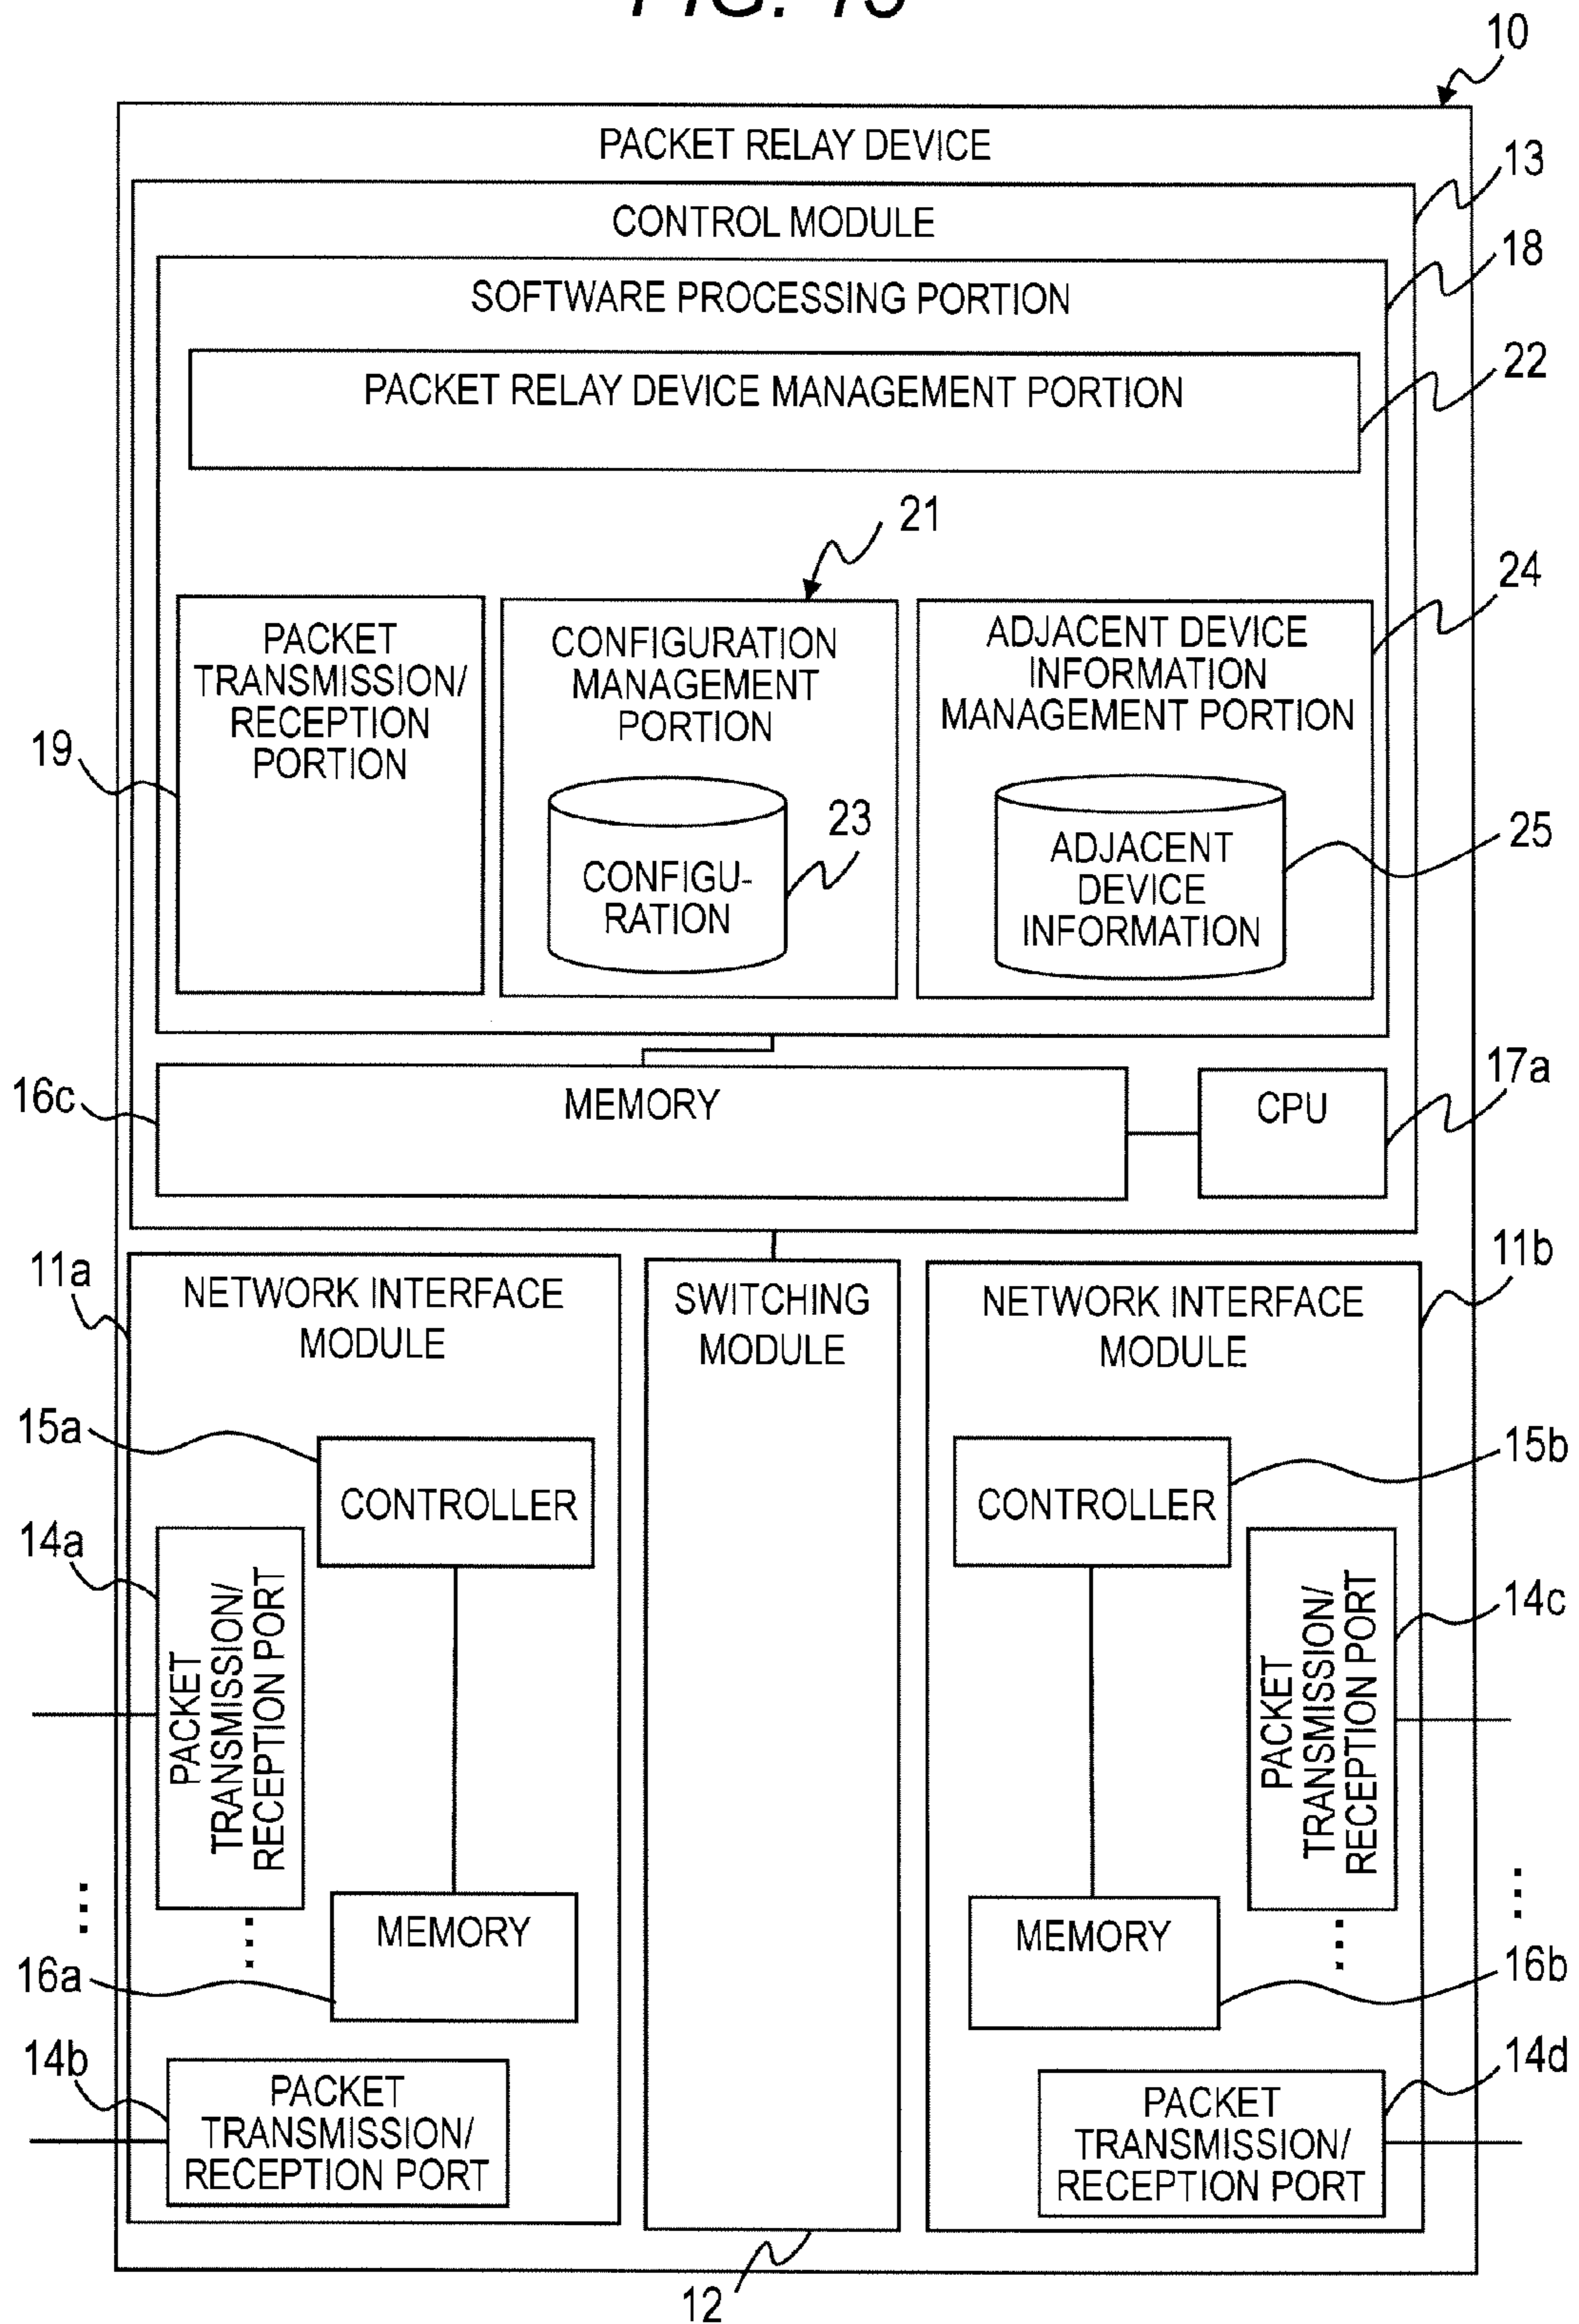 10
PACKET RELAY DEVICE
13
CONTROL MODULE
18
SOFTWARE PROCESSING PORTION
22
PACKET RELAY DEVICE MANAGEMENT PORTION
21
24
PACKET
TRANSMISSION/
RECEPTION
PORTION
19
CONFIGURATION
MANAGEMENT
PORTION
23
CONFIGU-
RATION
ADJACENT DEVICE
INFORMATION
MANAGEMENT PORTION
25
ADJACENT
DEVICE
INFORMATION
16c
MEMORY
17a
CPU
11a
NETWORK INTERFACE
MODULE
SWITCHING
MODULE
11b
NETWORK INTERFACE
MODULE
15a
CONTROLLER
15b
CONTROLLER
14a
PACKET
TRANSMISSION/
RECEPTION PORT
14c
PACKET
TRANSMISSION/
RECEPTION PORT
16a
MEMORY
16b
MEMORY
14b
PACKET
TRANSMISSION/
RECEPTION PORT
14d
PACKET
TRANSMISSION/
RECEPTION PORT
12